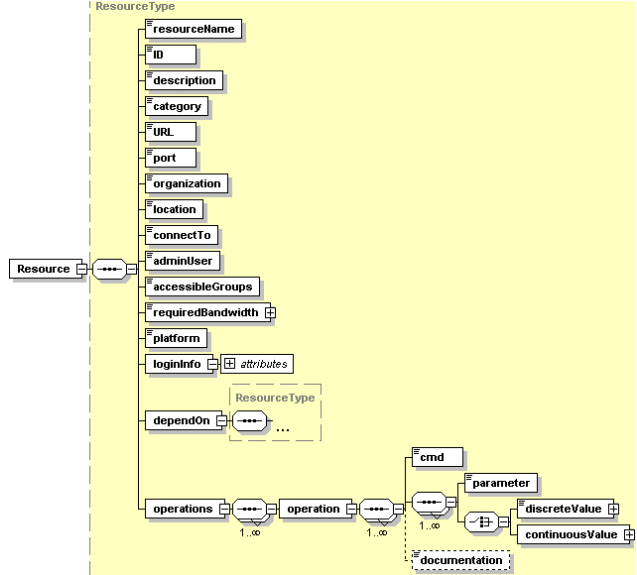 ResourceType
resourceName
ID
description
category
URL
port
organization
location
connectTo
Resource
adminUser
accessibleGroups
requiredBandwidth
platform
loginInfo
attributes
ResourceType
dependOn
...
cmd
parameter
operations
operation
discreteValue
1..∞
1..∞
1..∞
continuousValue
documentation